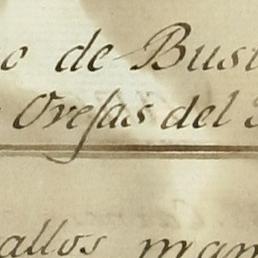 o de Bust
Orejas del
allos man